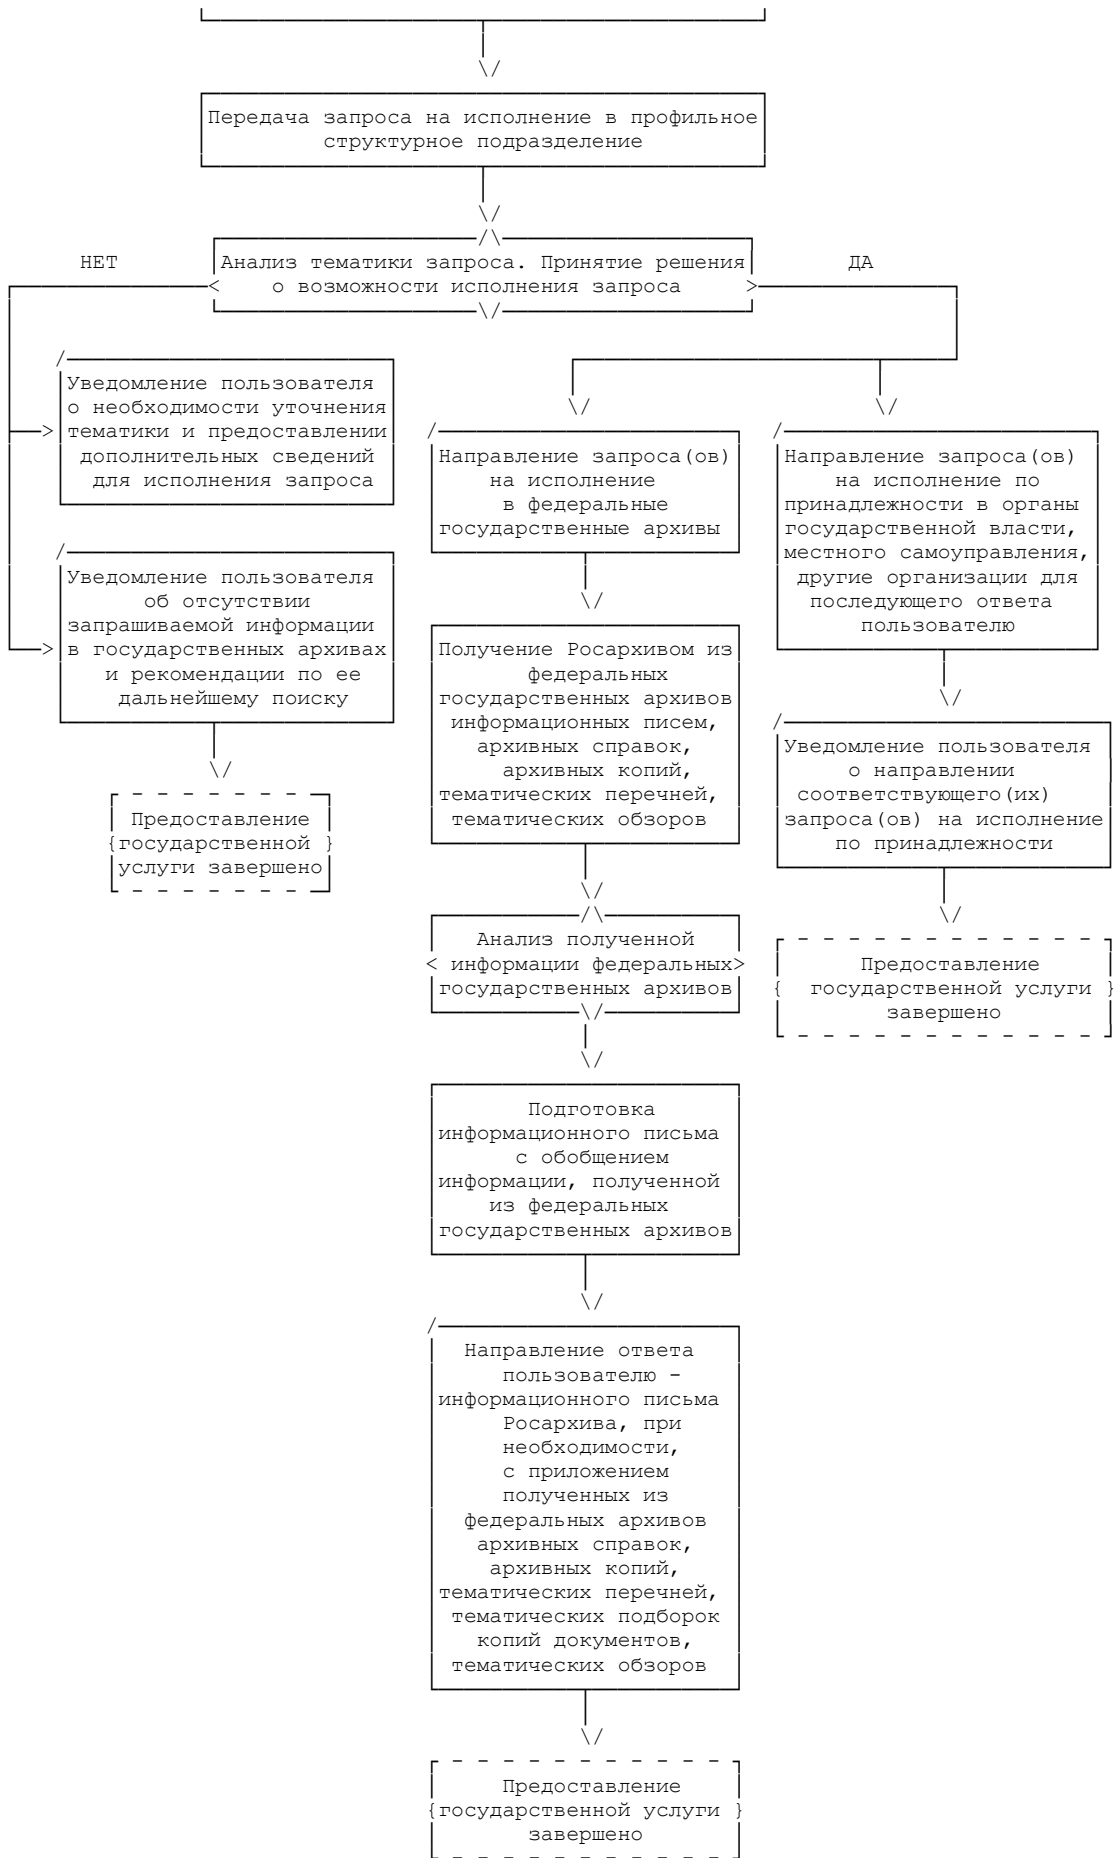 Передача запроса на исполнение в профильное
структурное подразделение
НЕТ
Анализ тематики запроса. Принятие решения
о возможности исполнения запроса
ДА
Уведомление пользователя
о необходимости уточнения
тематики и предоставлении
дополнительных сведений
для исполнения запроса
Уведомление пользователя
об отсутствии
запрашиваемой информации
в государственных архивах
и рекомендации по ее
дальнейшему поиску
Предоставление
государственной
услуги завершено
Направление запроса(ов)
на исполнение
в федеральные
государственные архивы
Получение Росархивом из
федеральных
государственных архивов
информационных писем,
архивных справок,
архивных копий,
тематических перечней,
тематических обзоров
Анализ полученной
информации федеральных
государственных архивов
Подготовка
информационного письма
с обобщением
информации, полученной
из федеральных
государственных архивов
Направление ответа
пользователю -
информационного письма
Росархива, при
необходимости,
с приложением
полученных из
федеральных архивов
архивных справок,
архивных копий,
тематических перечней,
тематических подборок
копий документов,
тематических обзоров
Предоставление
государственной услуги
завершено
Направление запроса(ов)
на исполнение по
принадлежности в органы
государственной власти,
местного самоуправления,
другие организации для
последующего ответа
пользователю
Уведомление пользователя
о направлении
соответствующего(их)
запроса(ов) на исполнение
по принадлежности
Предоставление
государственной услуги
завершено